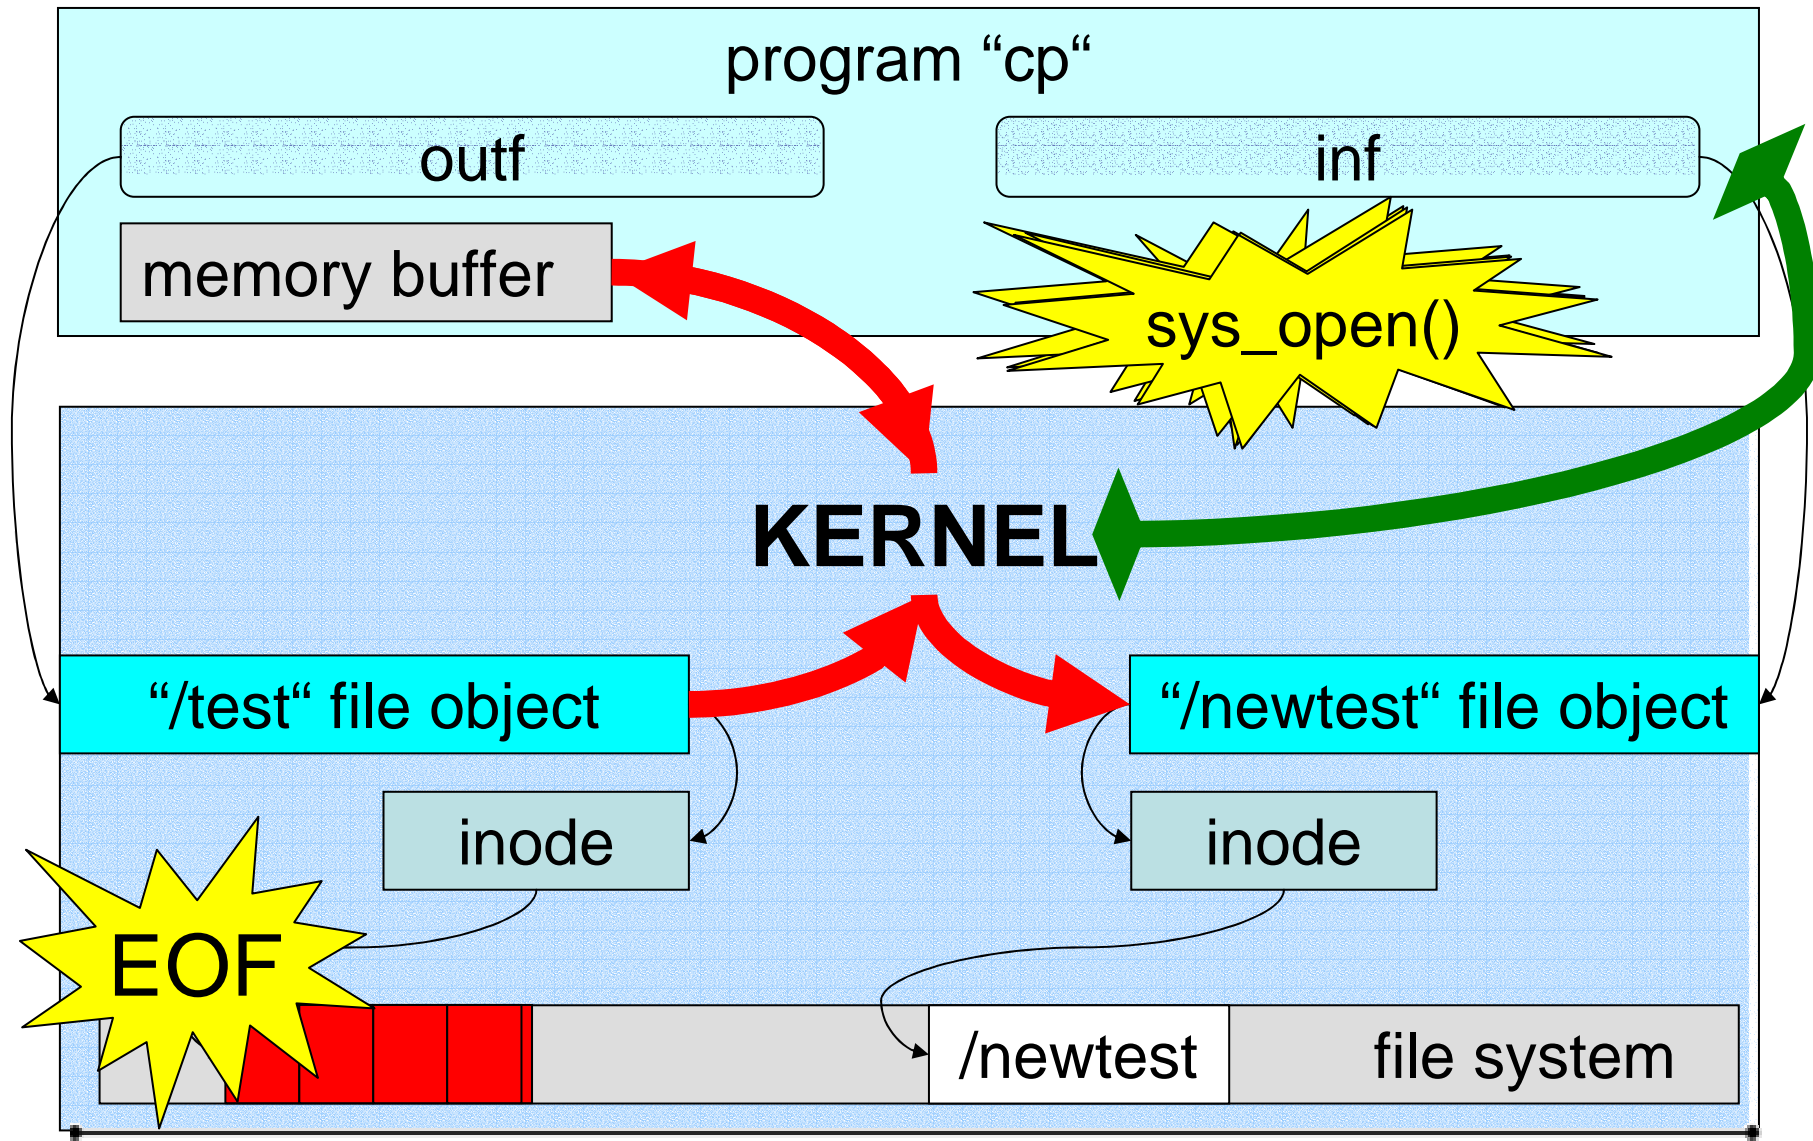 program “cp“
outf
inf
memory buffer
sys_open()
KERNEL
“/test“ file object
“/newtest“ file object
inode
inode
EOF
/newtest
file system